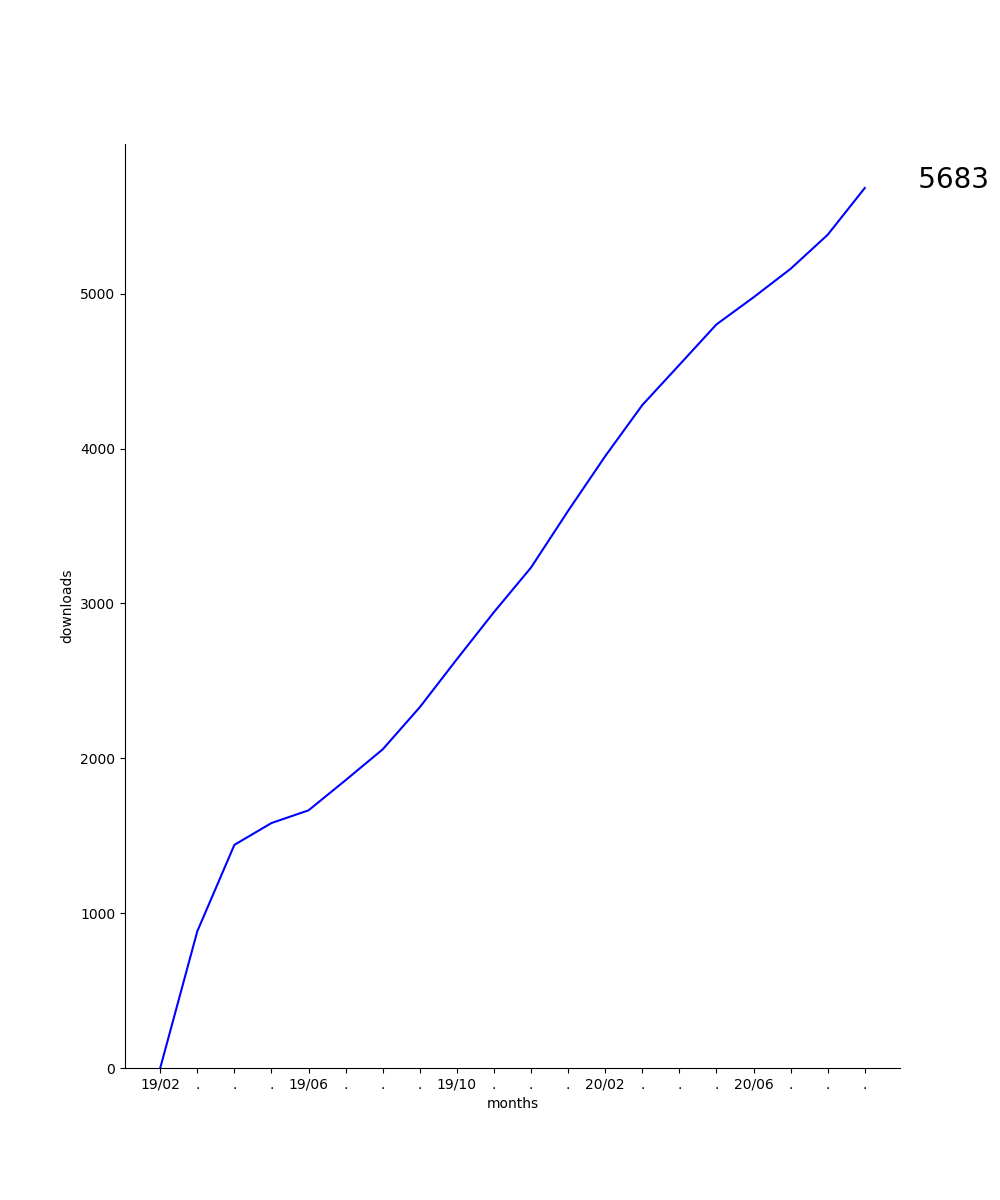 5683
5000
4000
3000
2000
1000
0
downloads
19/02 . . . 19/06 . . . 19/10 . . . 20/02 . . . 20/06 . . .
months